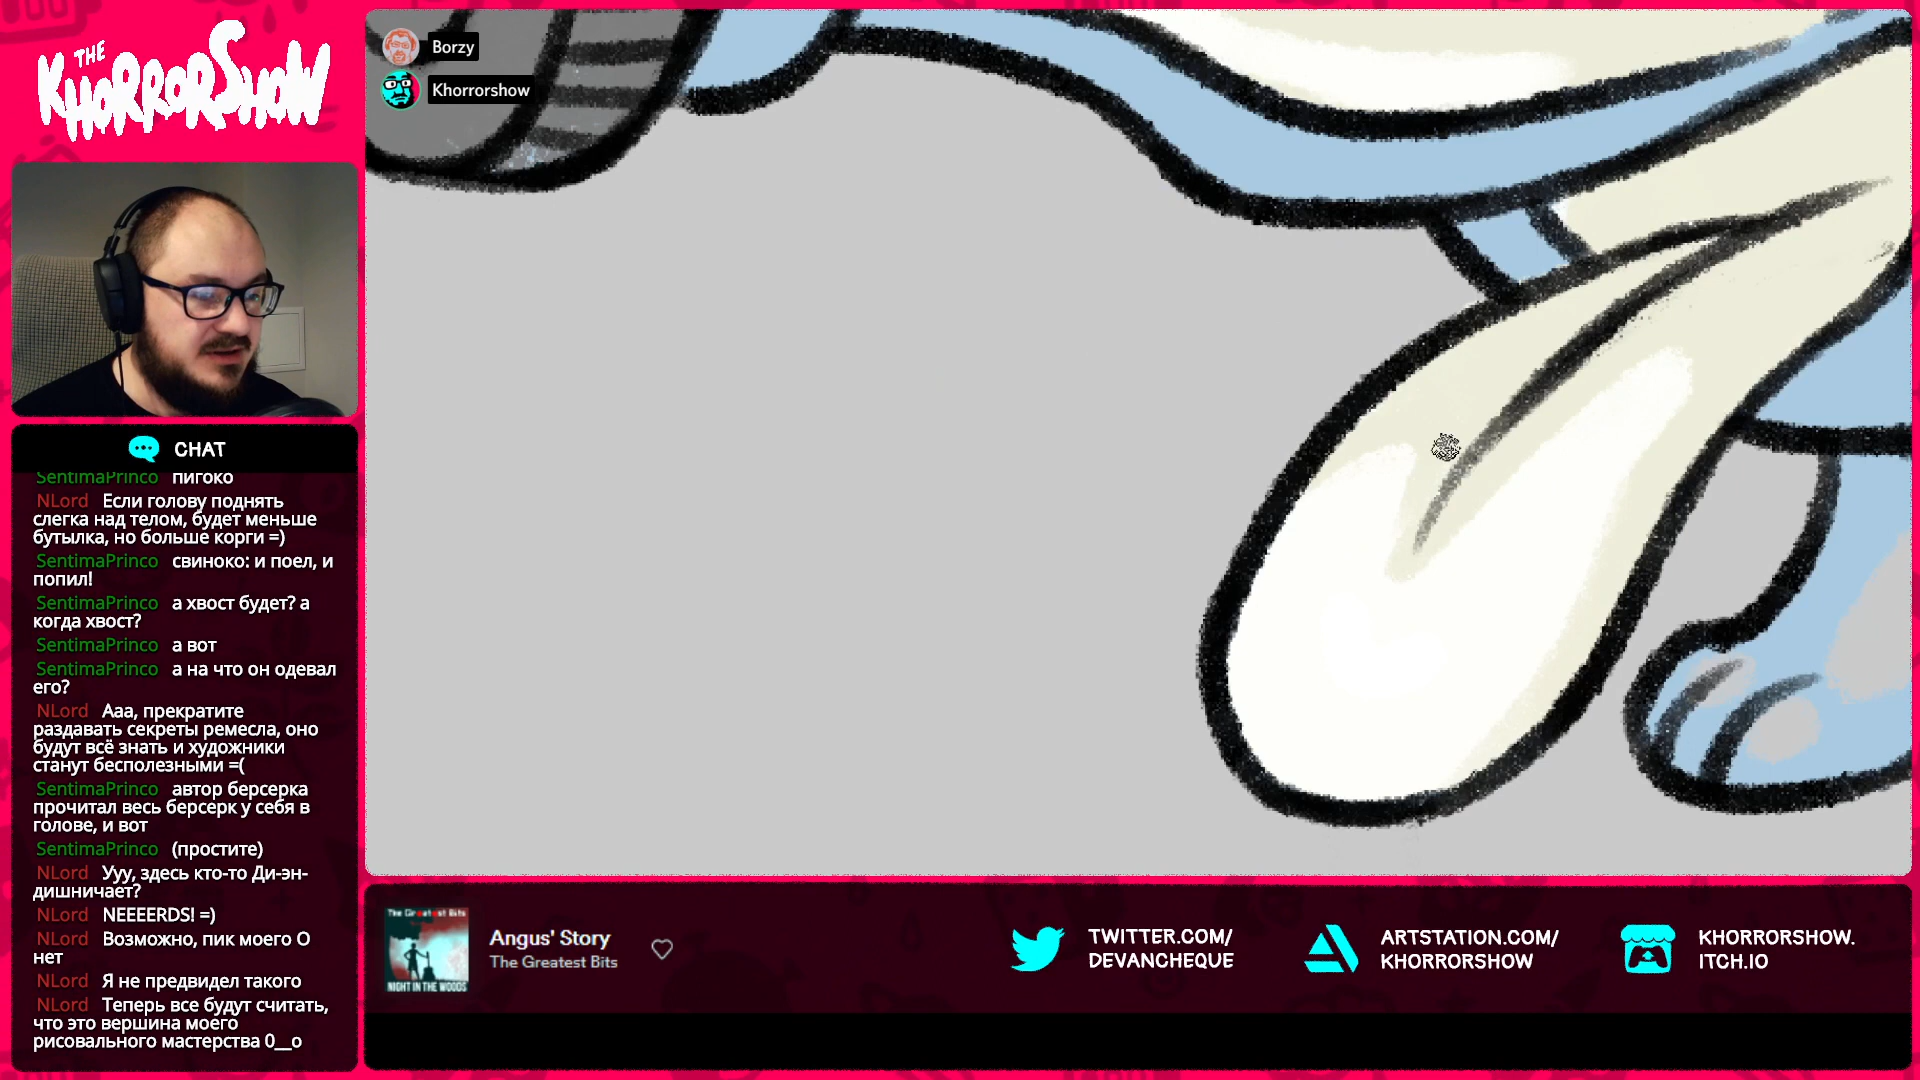 THE
KHORRORSHOW
Borzy
Khorrorshow
CHAT
SentimaPrinco пигоко
NLord Если голову поднять
слегка над телом, будет меньше
бутылка, но больше корги =)
SentimaPrinco свиноко: и поел, и
попил!
SentimaPrinco а хвост будет? а
когда хвост?
SentimaPrinco а вот
SentimaPrinco а на что он одевал
его?
NLord Ааа, прекратите
раздавать секреты ремесла, оно
будут всё знать и художники
станут бесполезными =(
SentimaPrinco автор берсерка
прочитал весь берсерк у себя в
голове, и вот
SentimaPrinco (простите)
NLord Ууу, здесь кто-то Ди-эн-
дишничает?
NLord NEEEERDS! =)
NLord Возможно, пик моего О
нет
NLord Я не предвидел такого
NLord Теперь все будут считать,
что это вершина моего
рисовального мастерства 0__о
The Greatest Bits
NIGHT IN THE WOODS
Angus' Story
The Greatest Bits
TWITTER.COM/
DEVANCHEQUE
ARTSTATION.COM/
KHORRORSHOW
KHORRORSHOW.
ITCH.IO